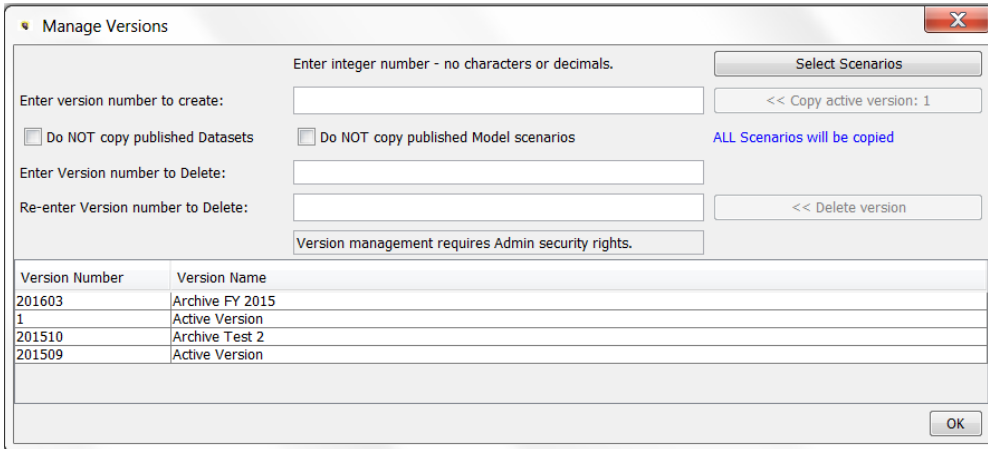 Manage Versions
Enter integer number - no characters or decimals.
Select Scenarios
Enter version number to create:
<< Copy active version: 1
Do NOT copy published Datasets
Do NOT copy published Model scenarios
ALL Scenarios will be copied
Enter Version number to Delete:
Re-enter Version number to Delete:
<< Delete version
Version management requires Admin security rights.
Version Number Version Name
201603 Archive FY 2015
1 Active Version
201510 Archive Test 2
201509 Active Version
OK